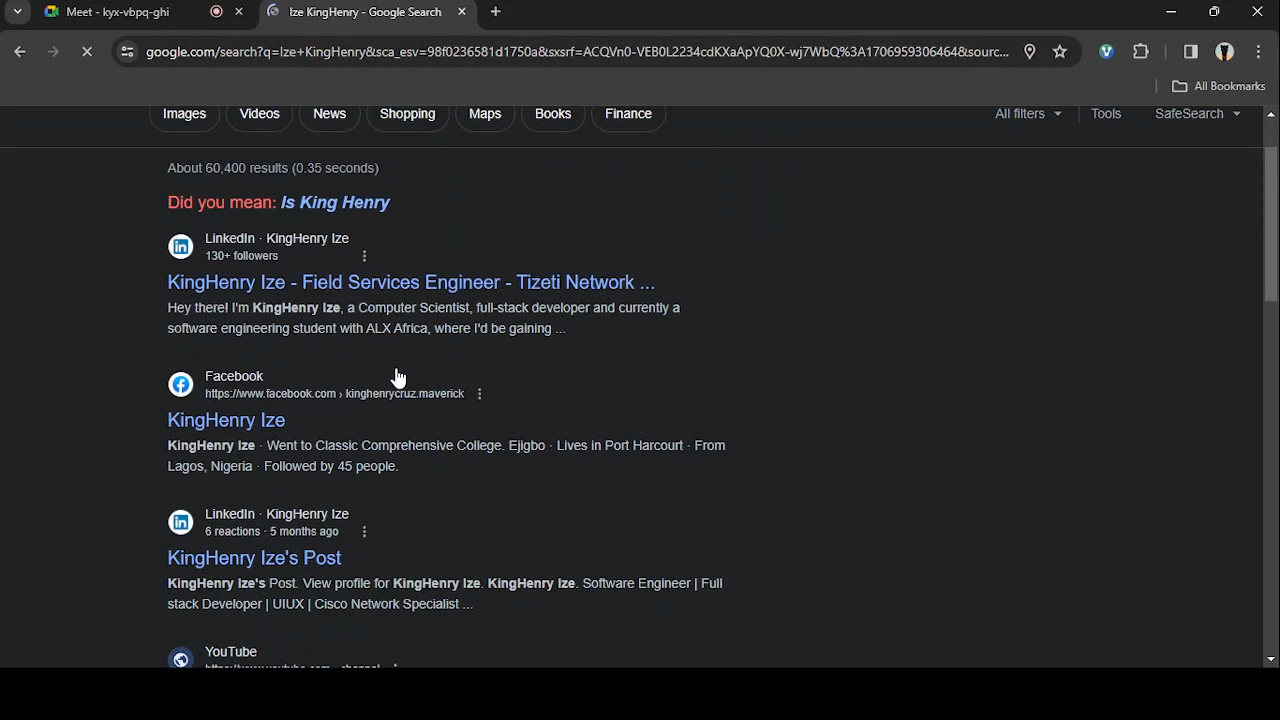 Meet - kyx-vbpq-ghi
Ize KingHenry - Google Search
google.com/search?q=Ize+KingHenry&sca_esv=98f0236581d1750a&sxsrf=ACQVn0-VEB0L2234cdKXaApYQ0X-wj7WbQ%3A1706959306464&sourc...
All Bookmarks
Images Videos News Shopping Maps Books Finance All filters Tools SafeSearch
About 60,400 results (0.35 seconds)
Did you mean: Is King Henry
LinkedIn · KingHenry Ize
130+ followers
KingHenry Ize - Field Services Engineer - Tizeti Network ...
Hey there! I'm KingHenry Ize, a Computer Scientist, full-stack developer and currently a
software engineering student with ALX Africa, where I'd be gaining ...
Facebook
https://www.facebook.com › kinghenrycruz.maverick
KingHenry Ize
KingHenry Ize · Went to Classic Comprehensive College. Ejigbo · Lives in Port Harcourt · From
Lagos, Nigeria · Followed by 45 people.
LinkedIn · KingHenry Ize
6 reactions · 5 months ago
KingHenry Ize's Post
KingHenry Ize's Post. View profile for KingHenry Ize. KingHenry Ize. Software Engineer | Full
stack Developer | UIUX | Cisco Network Specialist ...
YouTube